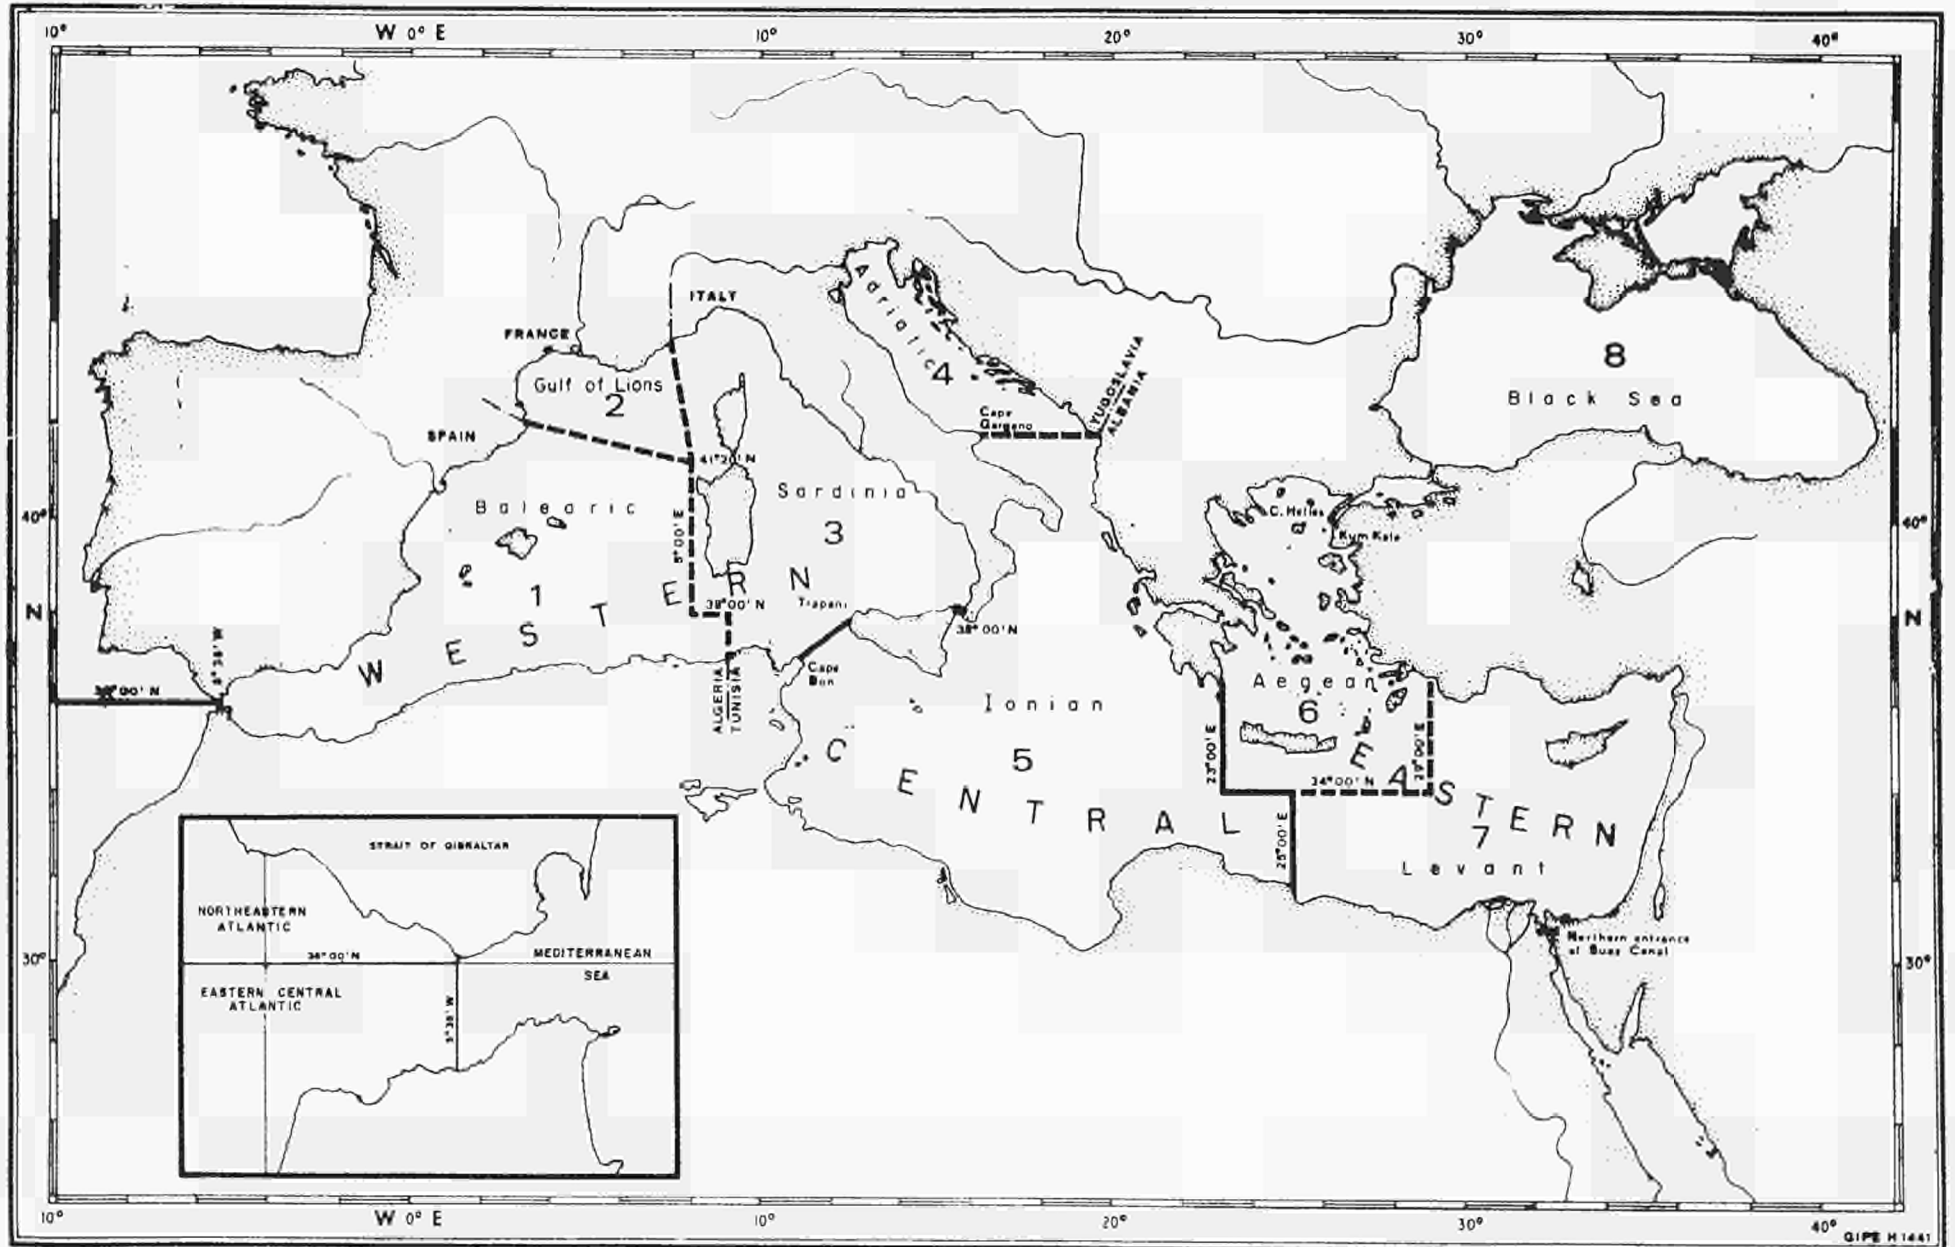 10° W 0° E 10° 20° 30° 40°
ITALY
FRANCE
Adriatic
4
YUGOSLAVIA
ALBANIA
8
Black Sea
Gulf of Lions
2
Cape
Gargano
SPAIN
41°20' N
Balearic
Sardinia
40°
8°00' E
3
C. Helles
Kum Kale
40°
1
WESTERN
38°00' N
Trapani
38°00' N
N
N
5°36' W
36°00' N
Cape
Bon
ALGERIA
TUNISIA
Ionian
5
Aegean
6
23°00' E
34°00' N
29°00' E
CENTRAL
EASTERN
7
25°00' E
Levant
Northern entrance
of Suez Canal
30°
30°
STRAIT OF GIBRALTAR
NORTHEASTERN
ATLANTIC
36°00' N
MEDITERRANEAN
SEA
EASTERN CENTRAL
ATLANTIC
5°36' W
10° W 0° E 10° 20° 30° 40°
GIPE H 1441